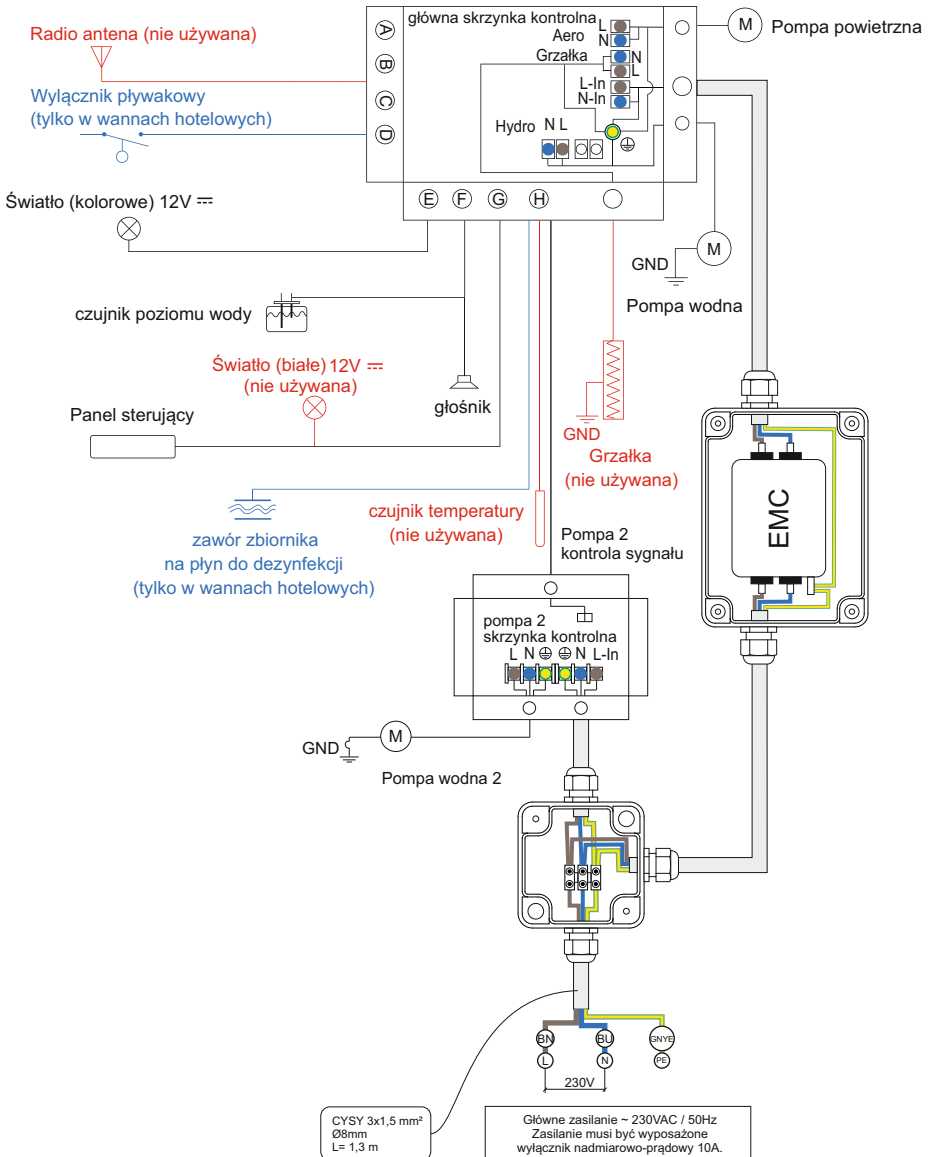 główna skrzynka kontrolna
L
Aero
N
Grzałka
N
L
L-In
N-In
Hydro
N L
A
B
C
D
E
F
G
H
M
Pompa powietrzna
Radio antena (nie używana)
Wylącznik pływakowy
(tylko w wannach hotelowych)
Światło (kolorowe) 12V
M
GND
Pompa wodna
czujnik poziomu wody
Światło (białe) 12V
(nie używana)
głośnik
Panel sterujący
GND
Grzałka
(nie używana)
EMC
czujnik temperatury
(nie używana)
zawór zbiornika
na płyn do dezynfekcji
(tylko w wannach hotelowych)
Pompa 2
kontrola sygnału
pompa 2
skrzynka kontrolna
L N N L-In
GND
M
Pompa wodna 2
BN
BU
GNYE
L
N
PE
230V
CYSY 3x1,5 mm²
Ø8mm
L= 1,3 m
Główne zasilanie ~ 230VAC / 50Hz
Zasilanie musi być wyposażone
wyłącznik nadmiarowo-prądowy 10A.